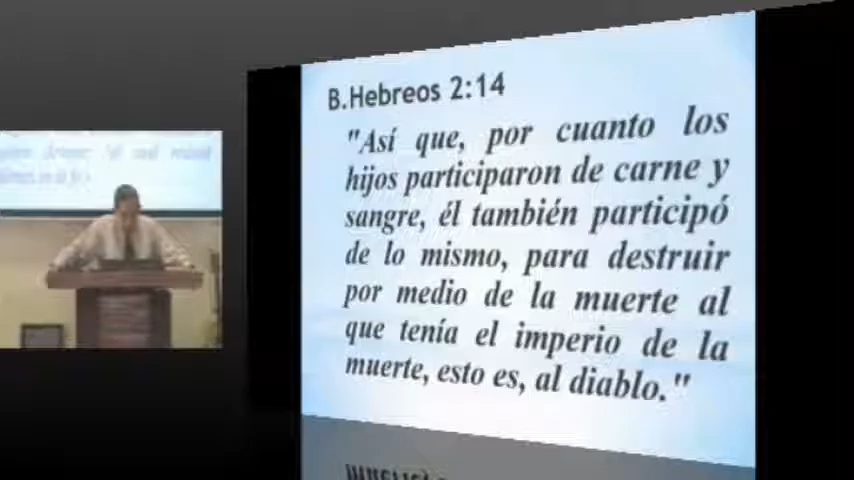 B.Hebreos 2:14
"Así que, por cuanto los
hijos participaron de carne y
sangre, él también participó
de lo mismo, para destruir
por medio de la muerte al
que tenía el imperio de la
muerte, esto es, al diablo."